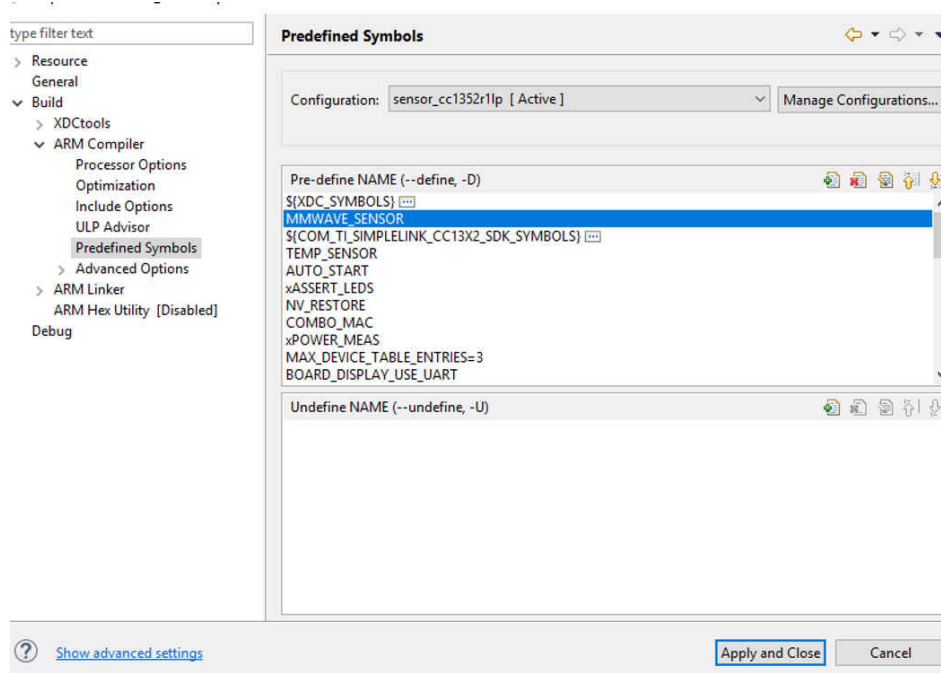 type filter text
Resource
General
Build
XDCtools
ARM Compiler
Processor Options
Optimization
Include Options
ULP Advisor
Predefined Symbols
Advanced Options
ARM Linker
ARM Hex Utility [Disabled]
Debug
Predefined Symbols
Configuration: sensor_cc1352r1lp [ Active ]
Manage Configurations...
Pre-define NAME (--define, -D)
${XDC_SYMBOLS}
MMWAVE_SENSOR
${COM_TI_SIMPLELINK_CC13X2_SDK_SYMBOLS}
TEMP_SENSOR
AUTO_START
xASSERT_LEDS
NV_RESTORE
COMBO_MAC
xPOWER_MEAS
MAX_DEVICE_TABLE_ENTRIES=3
BOARD_DISPLAY_USE_UART
Undefine NAME (--undefine, -U)
Show advanced settings
Apply and Close
Cancel